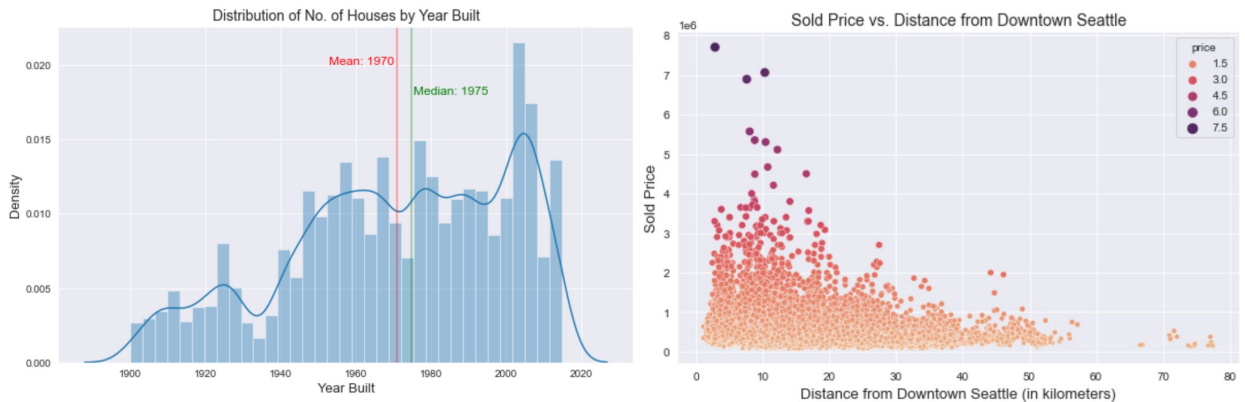 Distribution of No. of Houses by Year Built
Density
0.020
0.015
0.010
0.005
0.000
Mean: 1970
Median: 1975
1900 1920 1940 1960 1980 2000 2020
Year Built
Sold Price vs. Distance from Downtown Seattle
1e6
Sold Price
8
7
6
5
4
3
2
1
0
price
1.5
3.0
4.5
6.0
7.5
0 10 20 30 40 50 60 70 80
Distance from Downtown Seattle (in kilometers)